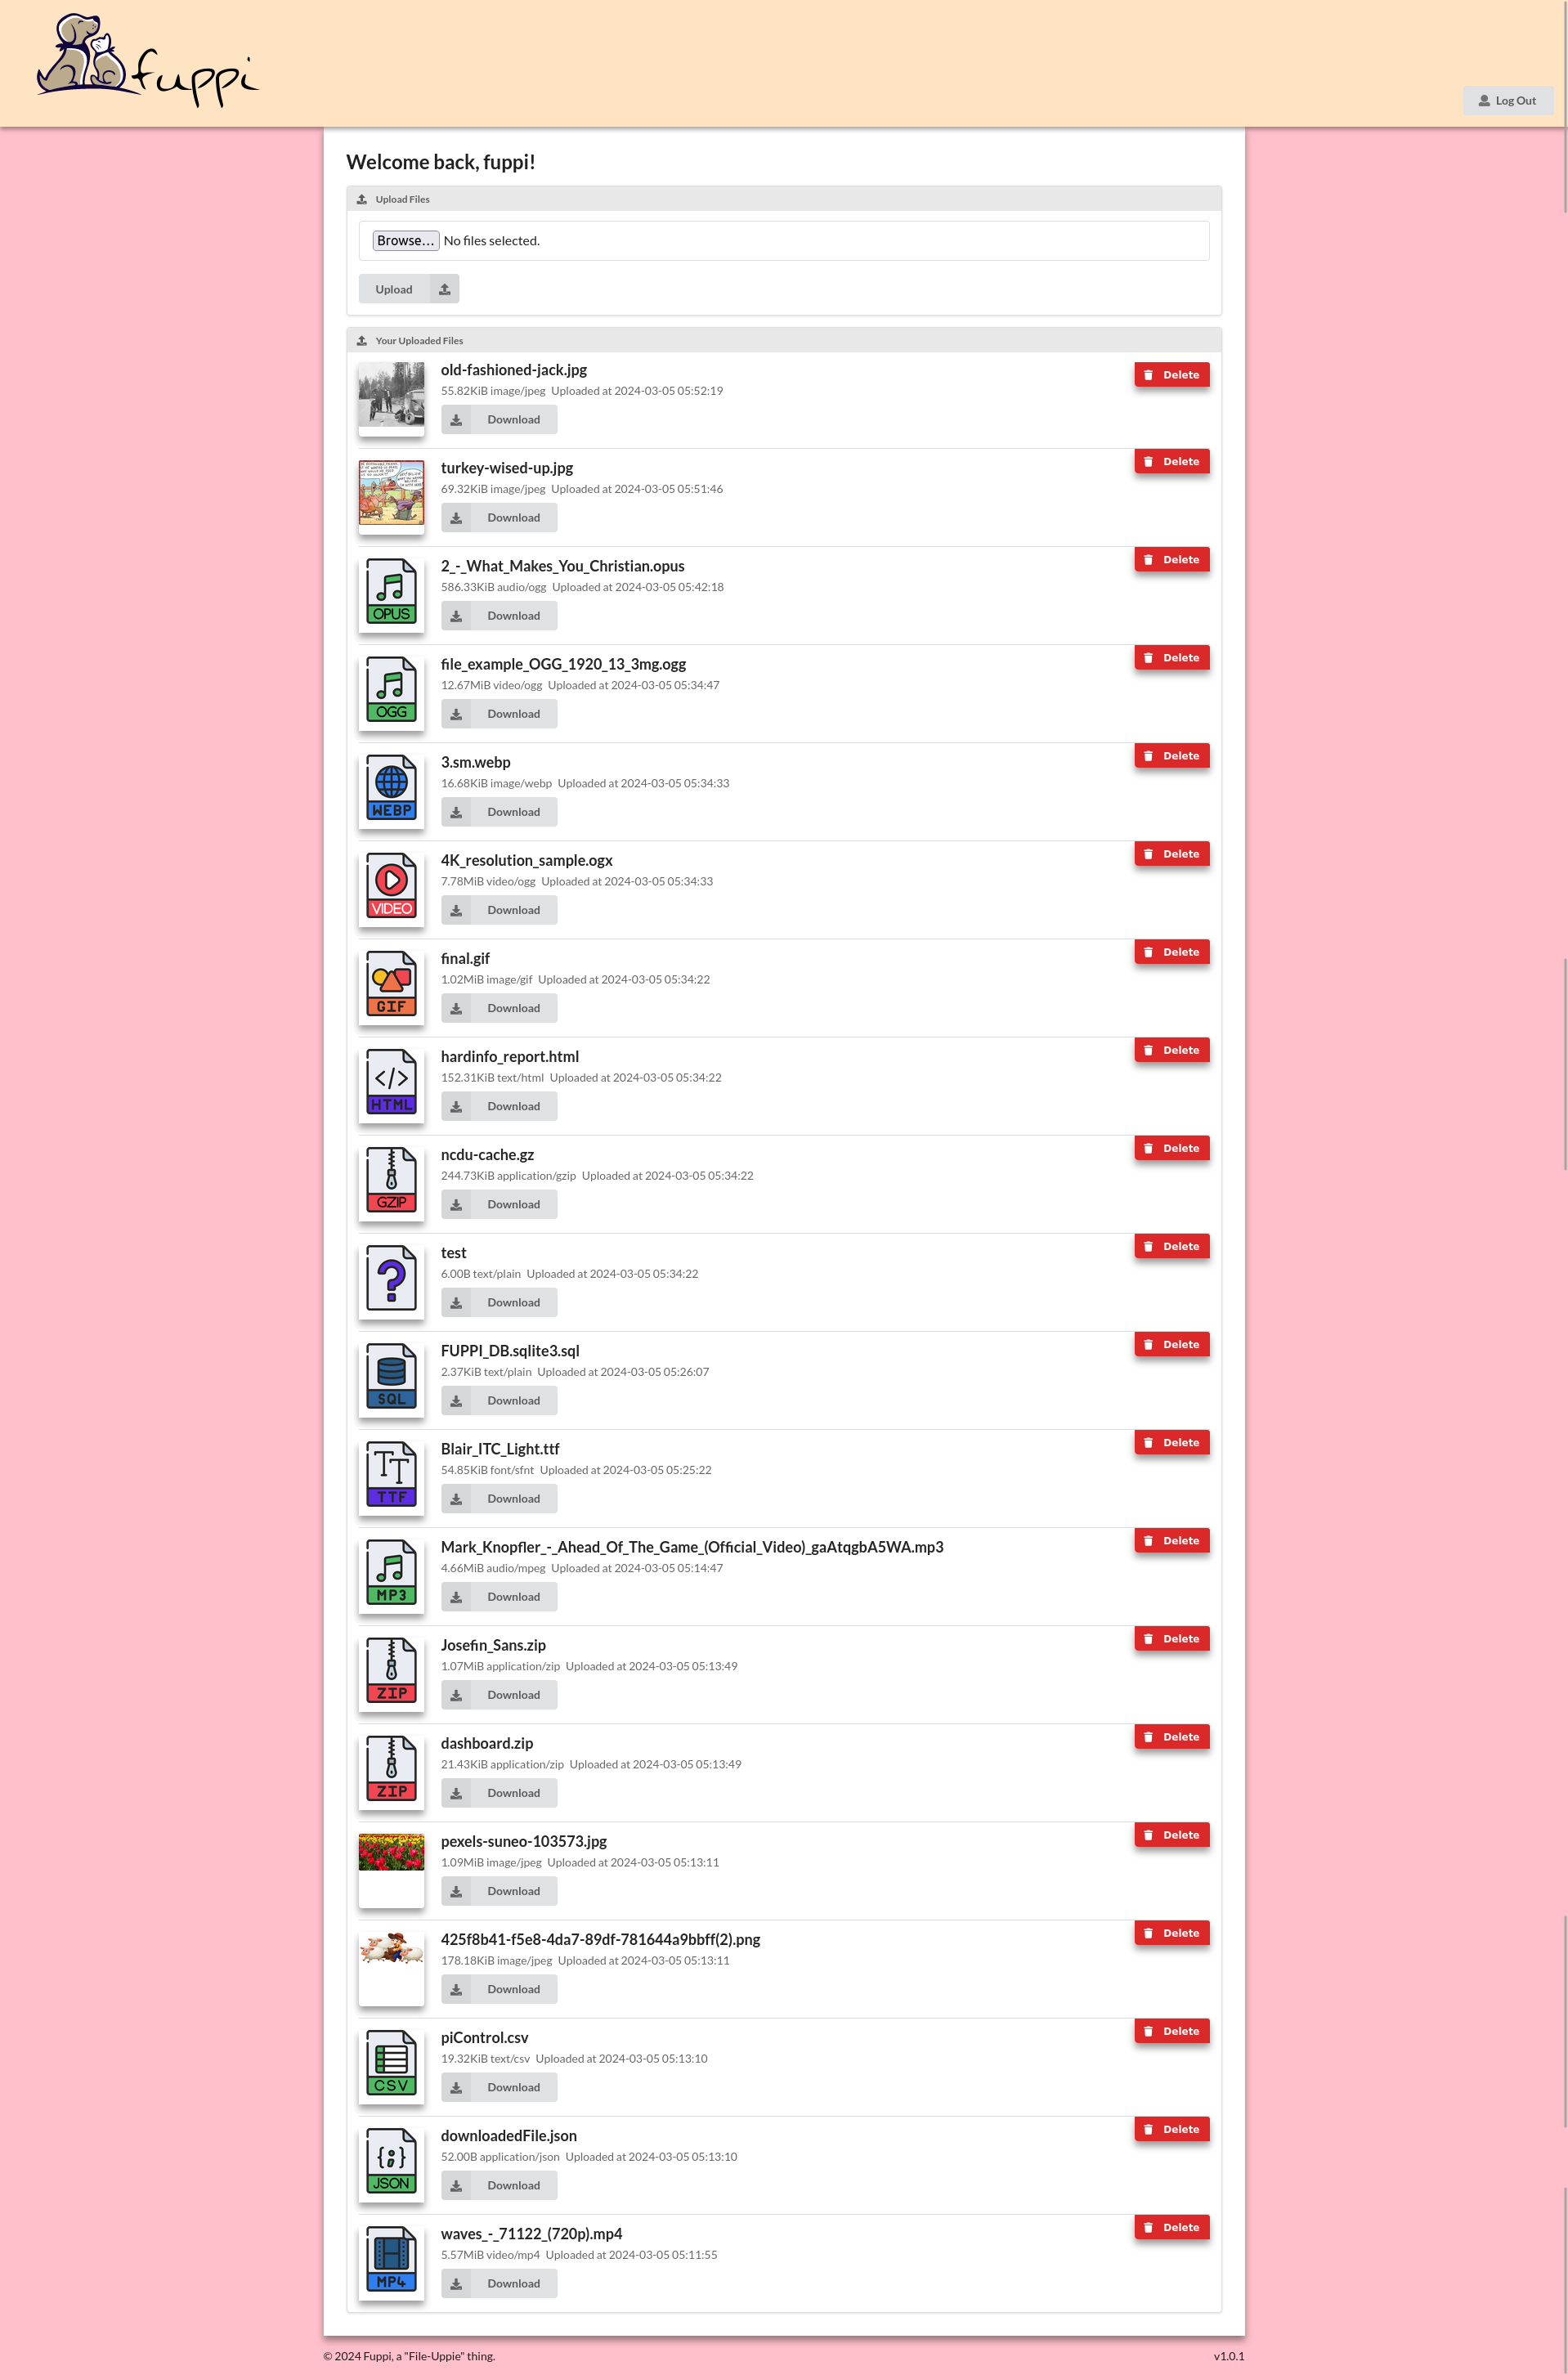 fuppi
Log Out
Welcome back, fuppi!
Upload Files
Browse... No files selected.
Upload
Your Uploaded Files
old-fashioned-jack.jpg
Delete
55.82KiB image/jpeg Uploaded at 2024-03-05 05:52:19
Download
turkey-wised-up.jpg
Delete
69.32KiB image/jpeg Uploaded at 2024-03-05 05:51:46
Download
2_-_What_Makes_You_Christian.opus
Delete
586.33KiB audio/ogg Uploaded at 2024-03-05 05:42:18
OPUS
Download
file_example_OGG_1920_13_3mg.ogg
Delete
12.67MiB video/ogg Uploaded at 2024-03-05 05:34:47
OGG
Download
3.sm.webp
Delete
16.68KiB image/webp Uploaded at 2024-03-05 05:34:33
WEBP
Download
4K_resolution_sample.ogx
Delete
7.78MiB video/ogg Uploaded at 2024-03-05 05:34:33
VIDEO
Download
final.gif
Delete
1.02MiB image/gif Uploaded at 2024-03-05 05:34:22
GIF
Download
hardinfo_report.html
Delete
152.31KiB text/html Uploaded at 2024-03-05 05:34:22
HTML
Download
ncdu-cache.gz
Delete
244.73KiB application/gzip Uploaded at 2024-03-05 05:34:22
GZIP
Download
test
Delete
6.00B text/plain Uploaded at 2024-03-05 05:34:22
?
Download
FUPPI_DB.sqlite3.sql
Delete
2.37KiB text/plain Uploaded at 2024-03-05 05:26:07
SQL
Download
Blair_ITC_Light.ttf
Delete
54.85KiB font/sfnt Uploaded at 2024-03-05 05:25:22
TT
TTF
Download
Mark_Knopfler_-_Ahead_Of_The_Game_(Official_Video)_gaAtqgbA5WA.mp3
Delete
4.66MiB audio/mpeg Uploaded at 2024-03-05 05:14:47
MP3
Download
Josefin_Sans.zip
Delete
1.07MiB application/zip Uploaded at 2024-03-05 05:13:49
ZIP
Download
dashboard.zip
Delete
21.43KiB application/zip Uploaded at 2024-03-05 05:13:49
ZIP
Download
pexels-suneo-103573.jpg
Delete
1.09MiB image/jpeg Uploaded at 2024-03-05 05:13:11
Download
425f8b41-f5e8-4da7-89df-781644a9bbff(2).png
Delete
178.18KiB image/jpeg Uploaded at 2024-03-05 05:13:11
Download
piControl.csv
Delete
19.32KiB text/csv Uploaded at 2024-03-05 05:13:10
CSV
Download
downloadedFile.json
Delete
52.00B application/json Uploaded at 2024-03-05 05:13:10
{;}
JSON
Download
waves_-_71122_(720p).mp4
Delete
5.57MiB video/mp4 Uploaded at 2024-03-05 05:11:55
MP4
Download
© 2024 Fuppi, a "File-Uppie" thing.
v1.0.1